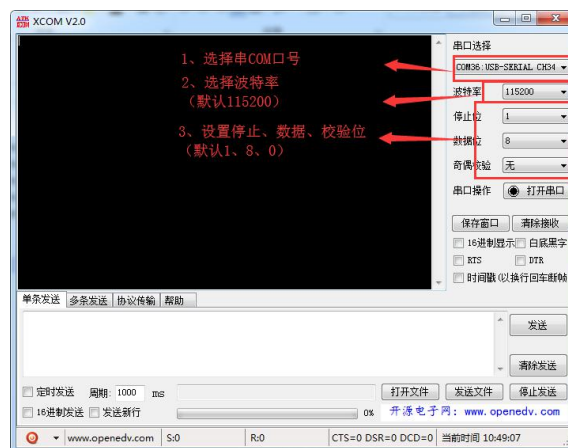 XCOM V2.0
1、选择串COM口号
2、选择波特率
（默认115200）
3、设置停止、数据、校验位
（默认1、8、0）
串口选择
COM36:USB-SERIAL CH34
波特率 115200
停止位 1
数据位 8
奇偶校验 无
串口操作 打开串口
保存窗口 清除接收
16进制显示 白底黑字
RTS DTR
时间戳(以换行回车断帧
单条发送 多条发送 协议传输 帮助
发送
清除发送
定时发送 周期: 1000 ms 打开文件 发送文件 停止发送
16进制发送 发送新行 0% 开源电子网: www.openedv.com
www.openedv.com S:0 R:0 CTS=0 DSR=0 DCD=0 当前时间 10:49:07